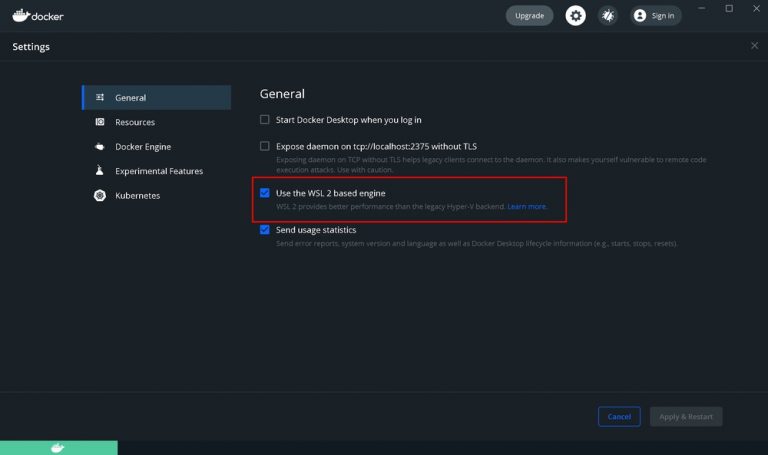 docker
Upgrade
Sign in
Settings
General
Resources
Docker Engine
Experimental Features
Kubernetes
General
Start Docker Desktop when you log in
Expose daemon on tcp://localhost:2375 without TLS
Exposing daemon on TCP without TLS helps legacy clients connect to the daemon. It also makes yourself vulnerable to remote code
execution attacks. Use with caution.
Use the WSL 2 based engine
WSL 2 provides better performance than the legacy Hyper-V backend. Learn more.
Send usage statistics
Send error reports, system version and language as well as Docker Desktop lifecycle information (e.g., starts, stops, resets).
Cancel
Apply & Restart